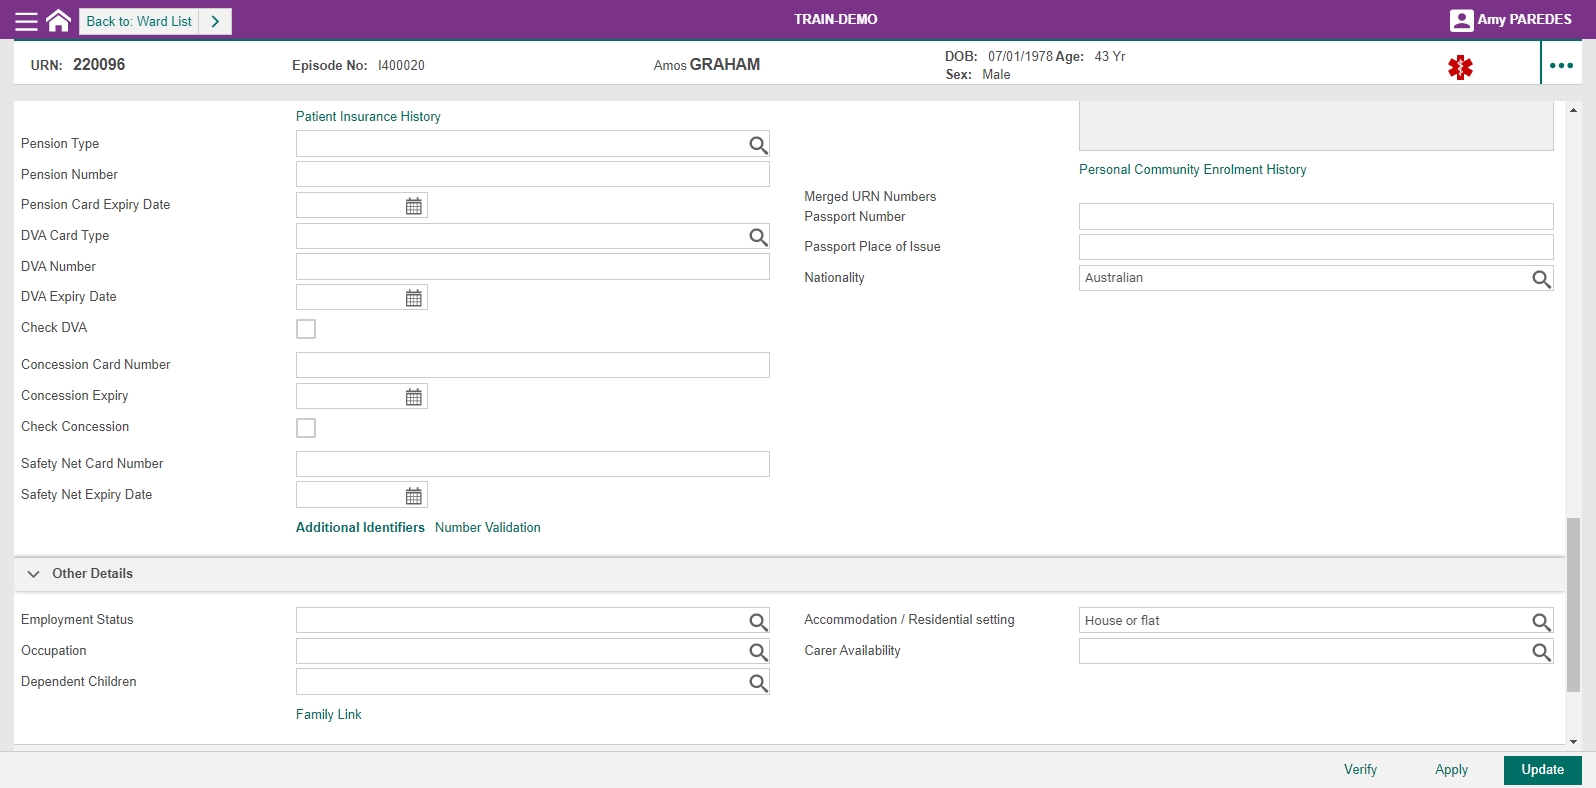 Back to: Ward List
TRAIN-DEMO
Amy PAREDES
URN: 220096
Episode No: I400020
Amos GRAHAM
DOB: 07/01/1978 Age: 43 Yr
Sex: Male
Patient Insurance History
Pension Type
Pension Number
Pension Card Expiry Date
DVA Card Type
DVA Number
DVA Expiry Date
Check DVA
Concession Card Number
Concession Expiry
Check Concession
Safety Net Card Number
Safety Net Expiry Date
Additional Identifiers Number Validation
Personal Community Enrolment History
Merged URN Numbers
Passport Number
Passport Place of Issue
Nationality Australian
Other Details
Employment Status
Occupation
Dependent Children
Family Link
Accommodation / Residential setting House or flat
Carer Availability
Verify Apply Update